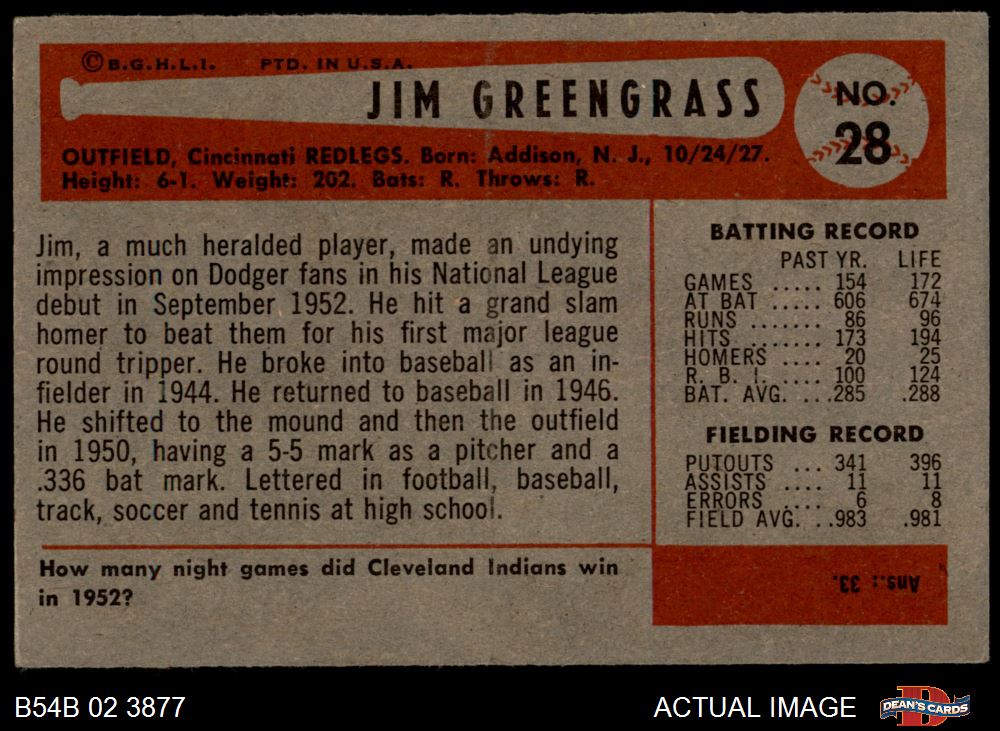 ©B.G.H.L.I. PTD. IN U.S.A.
JIM GREENGRASS
NO.
28
OUTFIELD, Cincinnati REDLEGS. Born: Addison, N. J., 10/24/27.
Height: 6-1. Weight: 202. Bats: R. Throws: R.
Jim, a much heralded player, made an undying
impression on Dodger fans in his National League
debut in September 1952. He hit a grand slam
homer to beat them for his first major league
round tripper. He broke into baseball as an in-
fielder in 1944. He returned to baseball in 1946.
He shifted to the mound and then the outfield
in 1950, having a 5-5 mark as a pitcher and a
.336 bat mark. Lettered in football, baseball,
track, soccer and tennis at high school.
BATTING RECORD
PAST YR. LIFE
GAMES ..... 154 172
AT BAT ..... 606 674
RUNS ....... 86 96
HITS ....... 173 194
HOMERS .... 20 25
R. B. I. ..... 100 124
BAT. AVG. ...285 .288
FIELDING RECORD
PUTOUTS ... 341 396
ASSISTS .... 11 11
ERRORS ..... 6 8
FIELD AVG. ..983 .981
How many night games did Cleveland Indians win
in 1952?
Ans.: 33.
B54B 02 3877
ACTUAL IMAGE
DEAN'S CARDS